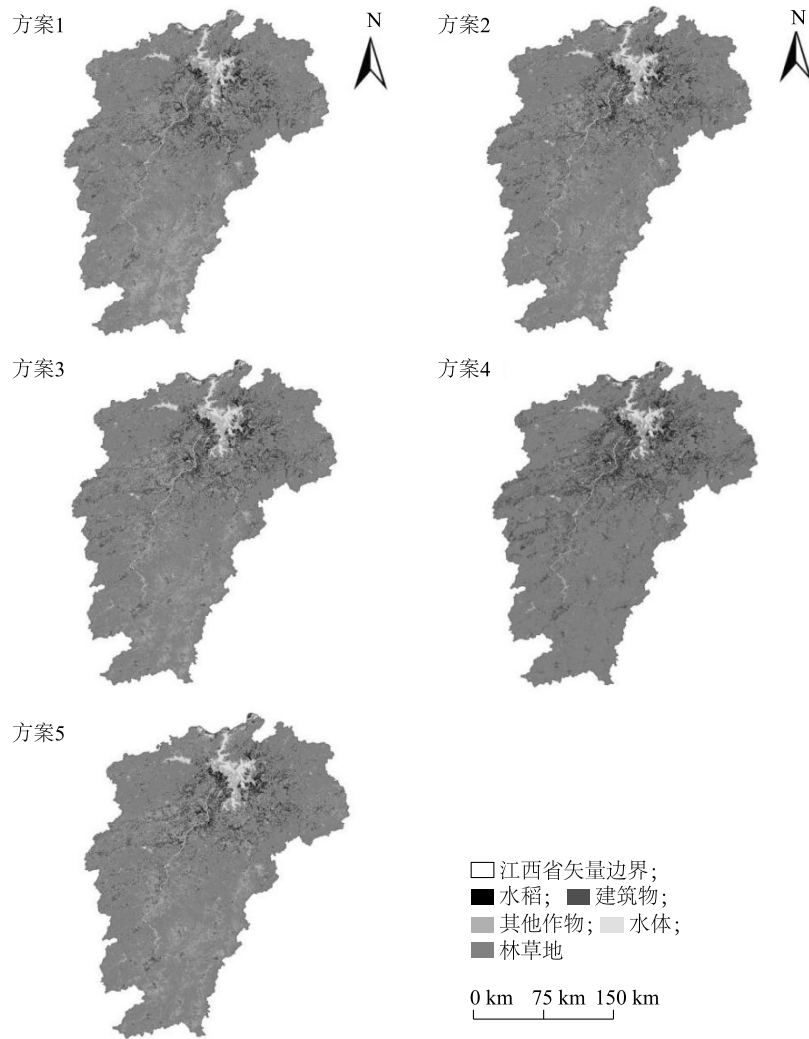 方案1
N
方案2
N
方案3
方案4
方案5
江西省矢量边界;
水稻; 建筑物;
其他作物; 水体;
林草地
0 km 75 km 150 km